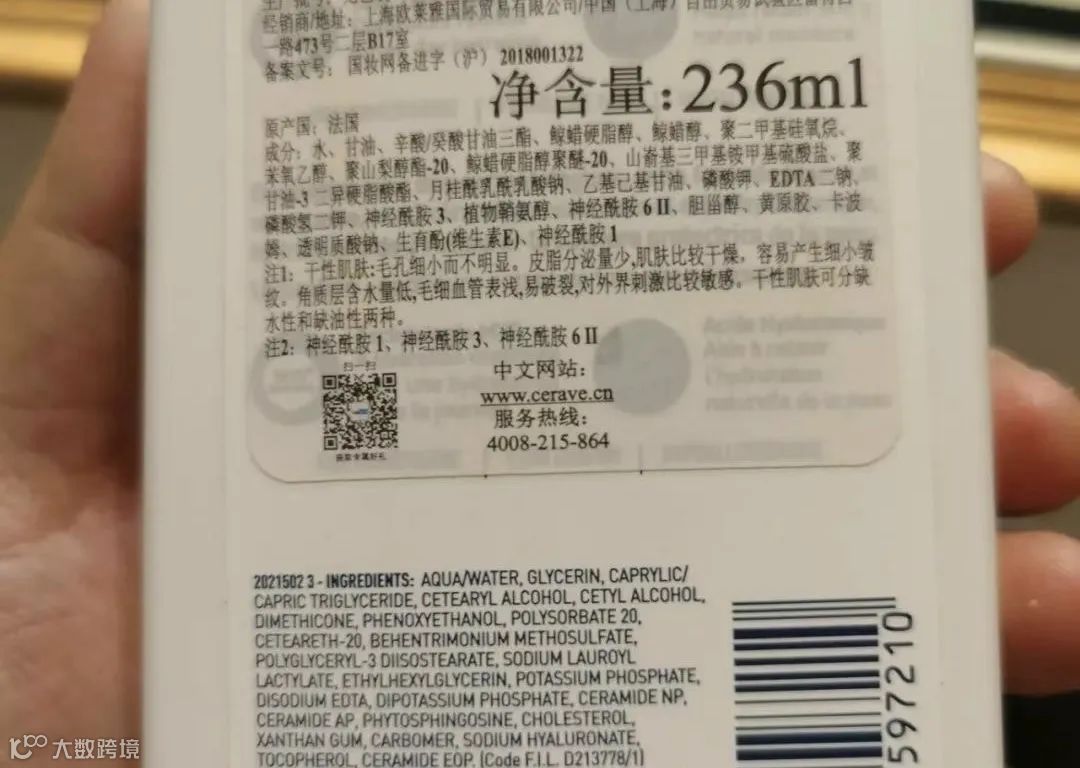 经销商/地址：上海欧莱雅国际贸易有限公司/中国（上海）自由贸易试验区富特西
一路473号二层B17室
备案文号：国妆网备进字（沪）2018001322
净含量：236ml
原产国：法国
成分：水、甘油、辛酸/癸酸甘油三酯、鲸蜡硬脂醇、鲸蜡醇、聚二甲基硅氧烷、
苯氧乙醇、聚山梨醇酯-20、鲸蜡硬脂醇聚醚-20、山嵛基三甲基铵甲基硫酸盐、聚
甘油-3 二异硬脂酸酯、月桂酰乳酰乳酸钠、乙基己基甘油、磷酸钾、EDTA 二钠、
磷酸氢二钾、神经酰胺 3、植物鞘氨醇、神经酰胺 6 II、胆甾醇、黄原胶、卡波
姆、透明质酸钠、生育酚(维生素E)、神经酰胺 1
注1：干性肌肤:毛孔细小而不明显。皮脂分泌量少,肌肤比较干燥，容易产生细小皱
纹。角质层含水量低,毛细血管表浅,易破裂,对外界刺激比较敏感。干性肌肤可分缺
水性和缺油性两种。
注2：神经酰胺 1、神经酰胺 3、神经酰胺 6 II
扫一扫
中文网站：
www.cerave.cn
服务热线：
4008-215-864
获取专属好礼
2021502 3 - INGREDIENTS: AQUA/WATER, GLYCERIN, CAPRYLIC/
CAPRIC TRIGLYCERIDE, CETEARYL ALCOHOL, CETYL ALCOHOL,
DIMETHICONE, PHENOXYETHANOL, POLYSORBATE 20,
CETEARETH-20, BEHENTRIMONIUM METHOSULFATE,
POLYGLYCERYL-3 DIISOSTEARATE, SODIUM LAUROYL
LACTYLATE, ETHYLHEXYLGLYCERIN, POTASSIUM PHOSPHATE,
DISODIUM EDTA, DIPOTASSIUM PHOSPHATE, CERAMIDE NP,
CERAMIDE AP, PHYTOSPHINGOSINE, CHOLESTEROL,
XANTHAN GUM, CARBOMER, SODIUM HYALURONATE,
TOCOPHEROL, CERAMIDE EOP. (Code F.I.L. D213778/1)
597210
大数跨境